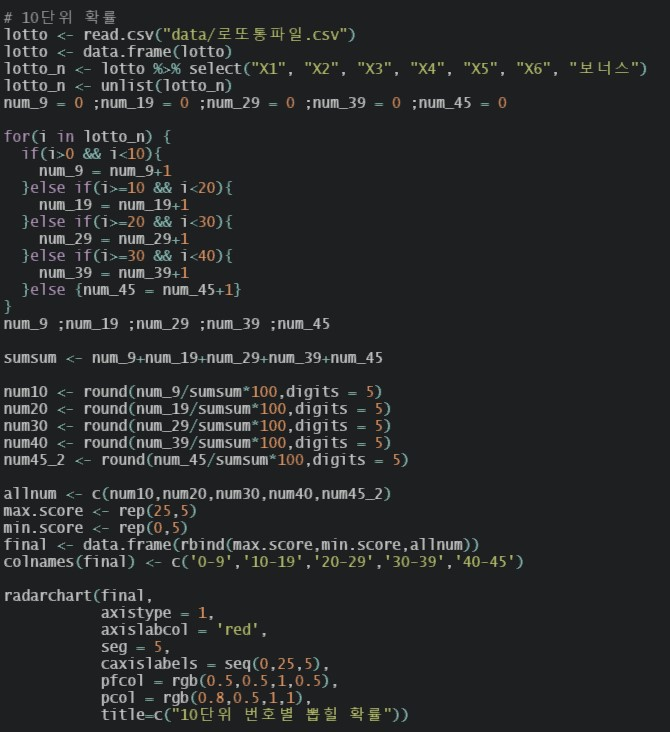 # 10단위 확률
lotto <- read.csv("data/로또통파일.csv")
lotto <- data.frame(lotto)
lotto_n <- lotto %>% select("X1", "X2", "X3", "X4", "X5", "X6", "보너스")
lotto_n <- unlist(lotto_n)
num_9 = 0 ;num_19 = 0 ;num_29 = 0 ;num_39 = 0 ;num_45 = 0

for(i in lotto_n) {
  if(i>0 && i<10){
    num_9 = num_9+1
  }else if(i>=10 && i<20){
    num_19 = num_19+1
  }else if(i>=20 && i<30){
    num_29 = num_29+1
  }else if(i>=30 && i<40){
    num_39 = num_39+1
  }else {num_45 = num_45+1}
}
num_9 ;num_19 ;num_29 ;num_39 ;num_45

sumsum <- num_9+num_19+num_29+num_39+num_45

num10 <- round(num_9/sumsum*100,digits = 5)
num20 <- round(num_19/sumsum*100,digits = 5)
num30 <- round(num_29/sumsum*100,digits = 5)
num40 <- round(num_39/sumsum*100,digits = 5)
num45_2 <- round(num_45/sumsum*100,digits = 5)

allnum <- c(num10,num20,num30,num40,num45_2)
max.score <- rep(25,5)
min.score <- rep(0,5)
final <- data.frame(rbind(max.score,min.score,allnum))
colnames(final) <- c('0-9','10-19','20-29','30-39','40-45')

radarchart(final,
           axistype = 1,
           axislabcol = 'red',
           seg = 5,
           caxislabels = seq(0,25,5),
           pfcol = rgb(0.5,0.5,1,0.5),
           pcol = rgb(0.8,0.5,1,1),
           title=c("10단위 번호별 뽑힐 확률"))